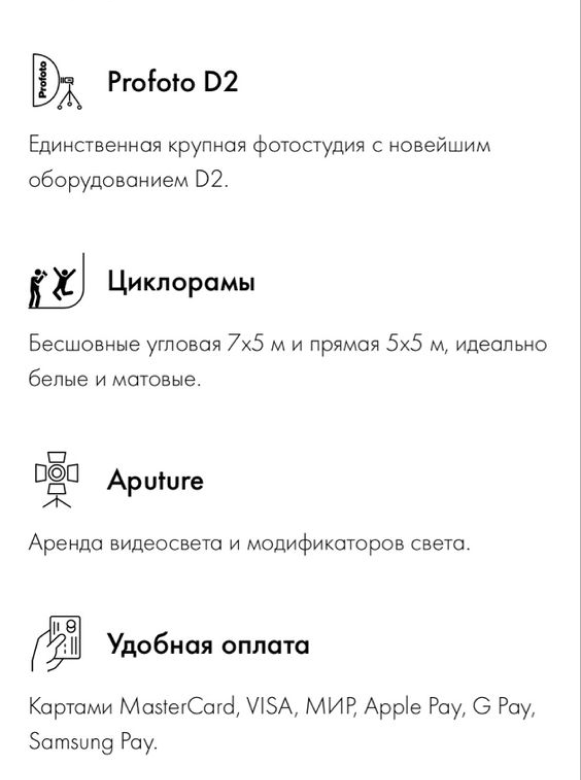 Profoto
Profoto D2
Единственная крупная фотостудия с новейшим
оборудованием D2.
Циклорамы
Бесшовные угловая 7х5 м и прямая 5х5 м, идеально
белые и матовые.
Aputure
Аренда видеосвета и модификаторов света.
Удобная оплата
Картами MasterCard, VISA, МИР, Apple Pay, G Pay,
Samsung Pay.